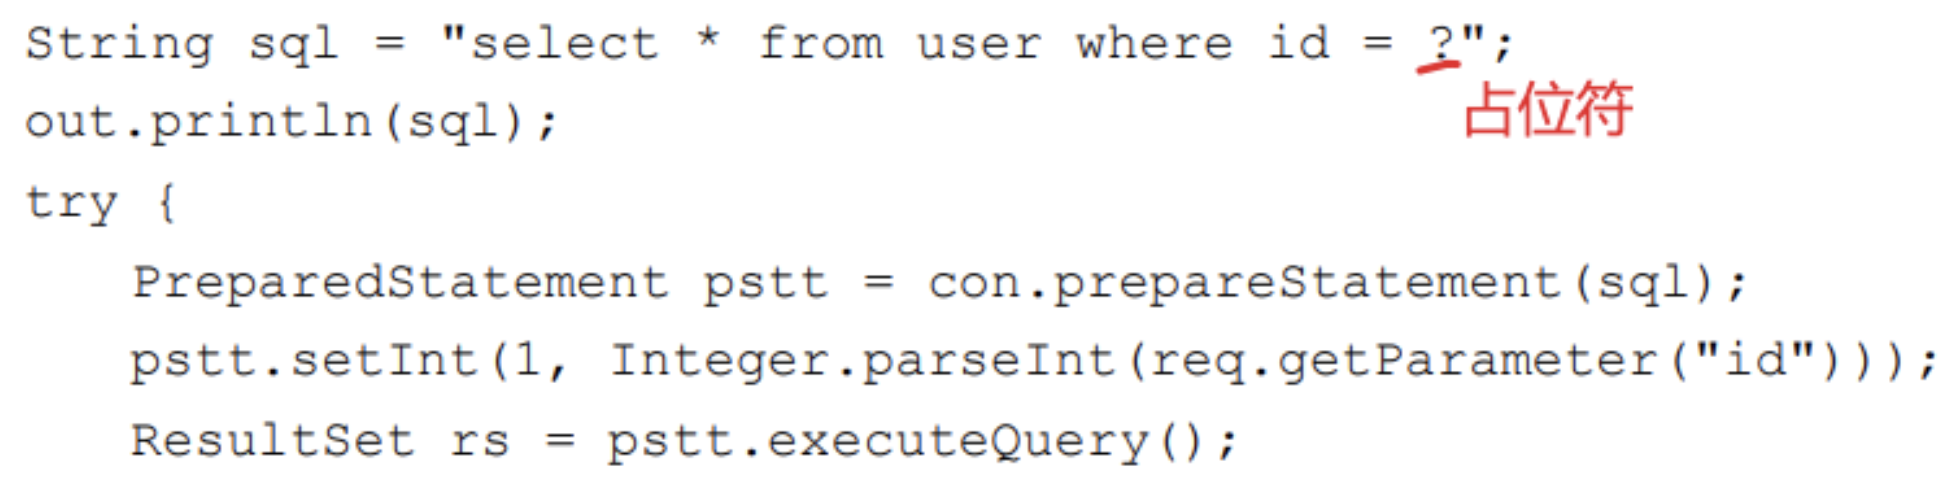 String sql = "select * from user where id = ?";
占位符
out.println(sql);
try {
PreparedStatement pstt = con.prepareStatement(sql);
pstt.setInt(1, Integer.parseInt(req.getParameter("id")));
ResultSet rs = pstt.executeQuery();